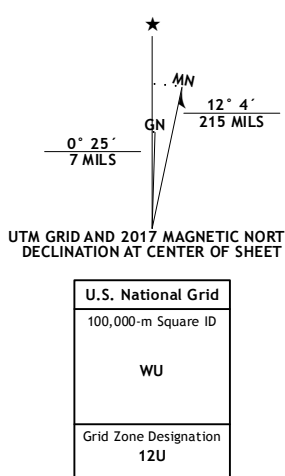 ★
MN
GN
12° 4´
215 MILS
0° 25´
7 MILS
UTM GRID AND 2017 MAGNETIC NORT
DECLINATION AT CENTER OF SHEET
U.S. National Grid
100,000-m Square ID
WU
Grid Zone Designation
12U